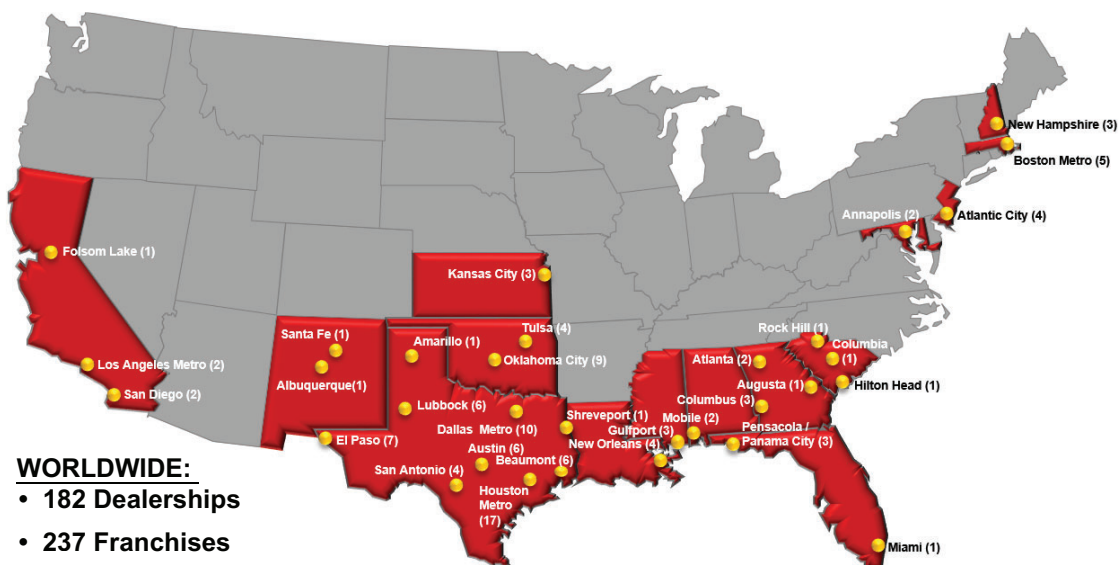 New Hampshire (3)
Boston Metro (5)
Annapolis (2)
Atlantic City (4)
Folsom Lake (1)
Kansas City (3)
Santa Fe (1)
Tulsa (4)
Rock Hill (1)
Columbia
(1)
Amarillo (1)
Oklahoma City (9)
Atlanta (2)
Los Angeles Metro (2)
Albuquerque(1)
Augusta (1)
Hilton Head (1)
San Diego (2)
Lubbock (6)
Columbus (3)
Dallas Metro (10)
Shreveport (1)
Mobile (2)
Pensacola /
Panama City (3)
El Paso (7)
Gulfport (3)
New Orleans (4)
Austin (6)
Beaumont (6)
San Antonio (4)
Houston
Metro
(17)
Miami (1)
WORLDWIDE:
• 182 Dealerships
• 237 Franchises